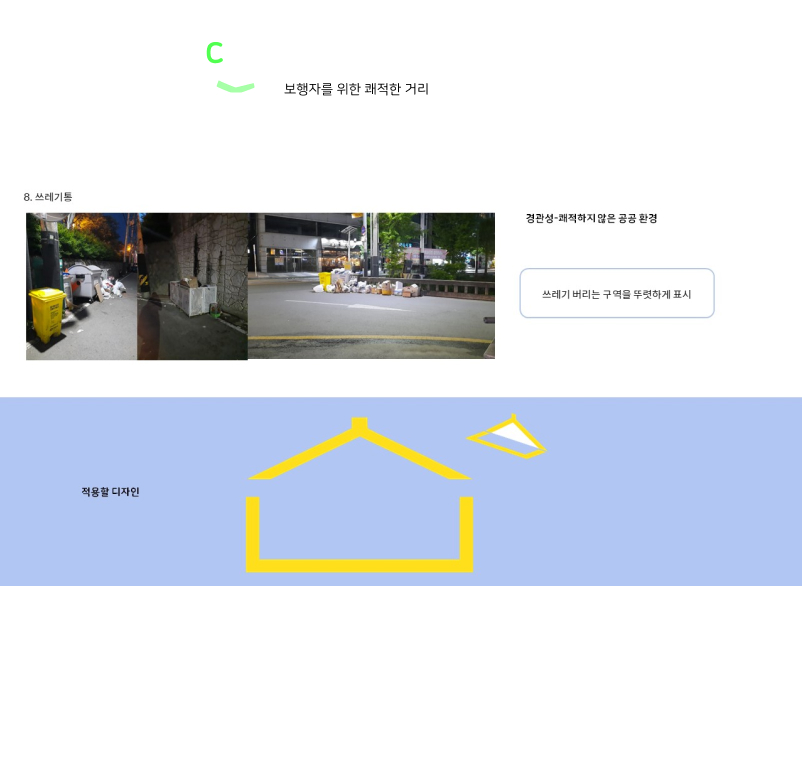 C
보행자를 위한 쾌적한 거리
8. 쓰레기통
경관성-쾌적하지 않은 공공 환경
쓰레기 버리는 구역을 뚜렷하게 표시
적용할 디자인